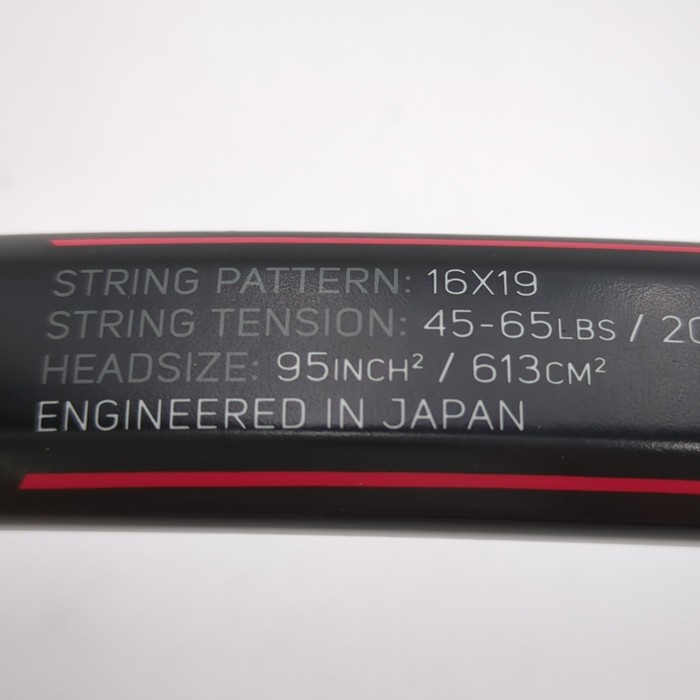 STRING PATTERN: 16X19
STRING TENSION: 45-65LBS / 20
HEADSIZE: 95INCH² / 613CM²
ENGINEERED IN JAPAN